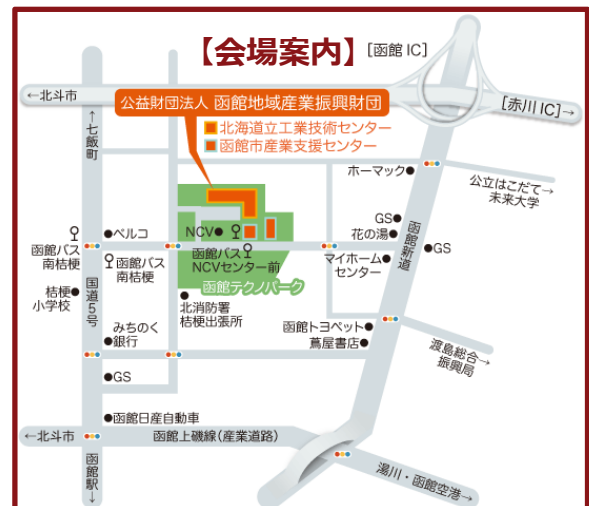 【会場案内】
[函館IC]
←北斗市
公益財団法人 函館地域産業振興財団
[赤川IC]→
北海道立工業技術センター
函館市産業支援センター
←七飯町
ホーマック
公立はこだて→
未来大学
GS
花の湯
函館新道
GS
ベルコ
NCV
函館バス
南桔梗
函館バス
南桔梗
函館バス
NCVセンター前
マイホーム
センター
函館テクノパーク
国道5号
桔梗
小学校
北消防署
桔梗出張所
みちのく
銀行
函館トヨペット
蔦屋書店
渡島総合→
振興局
GS
函館日産自動車
←北斗市
函館上磯線(産業道路)
函館駅→
湯川・函館空港→